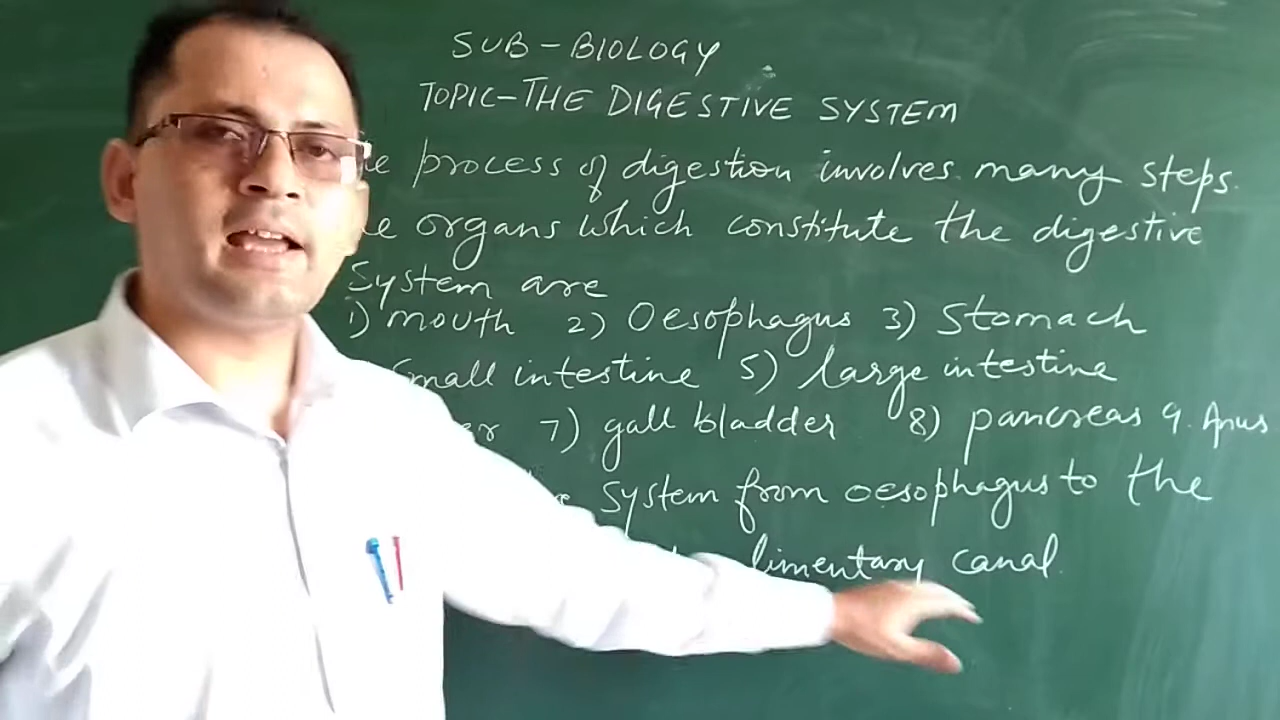 SUB - BIOLOGY
TOPIC - THE DIGESTIVE SYSTEM
process of digestion involves many steps.
organs which constitute the digestive
System are
1) mouth 2) Oesophagus 3) Stomach
Small intestine 5) large intestine
7) gall bladder 8) pancreas 9. Anus
System from oesophagus to the
canal.